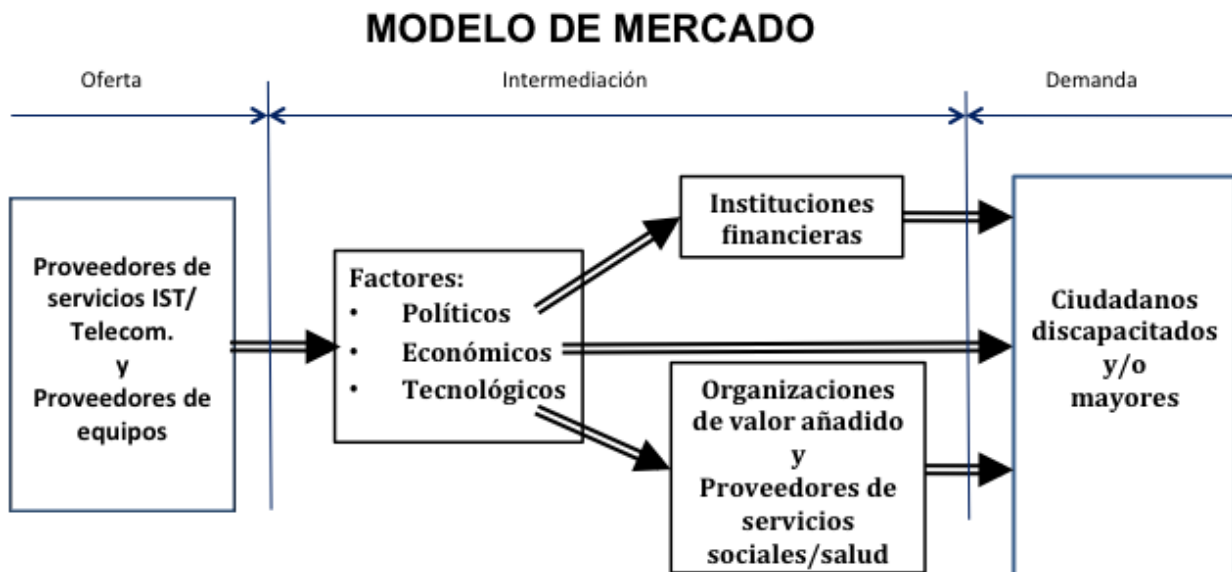 MODELO DE MERCADO
Oferta
Intermediación
Demanda
Proveedores de
servicios IST/
Telecom.
y
Proveedores de
equipos
Factores:
• Políticos
• Económicos
• Tecnológicos
Instituciones
financieras
Organizaciones
de valor añadido
y
Proveedores de
servicios
sociales/salud
Ciudadanos
discapacitados
y/o
mayores